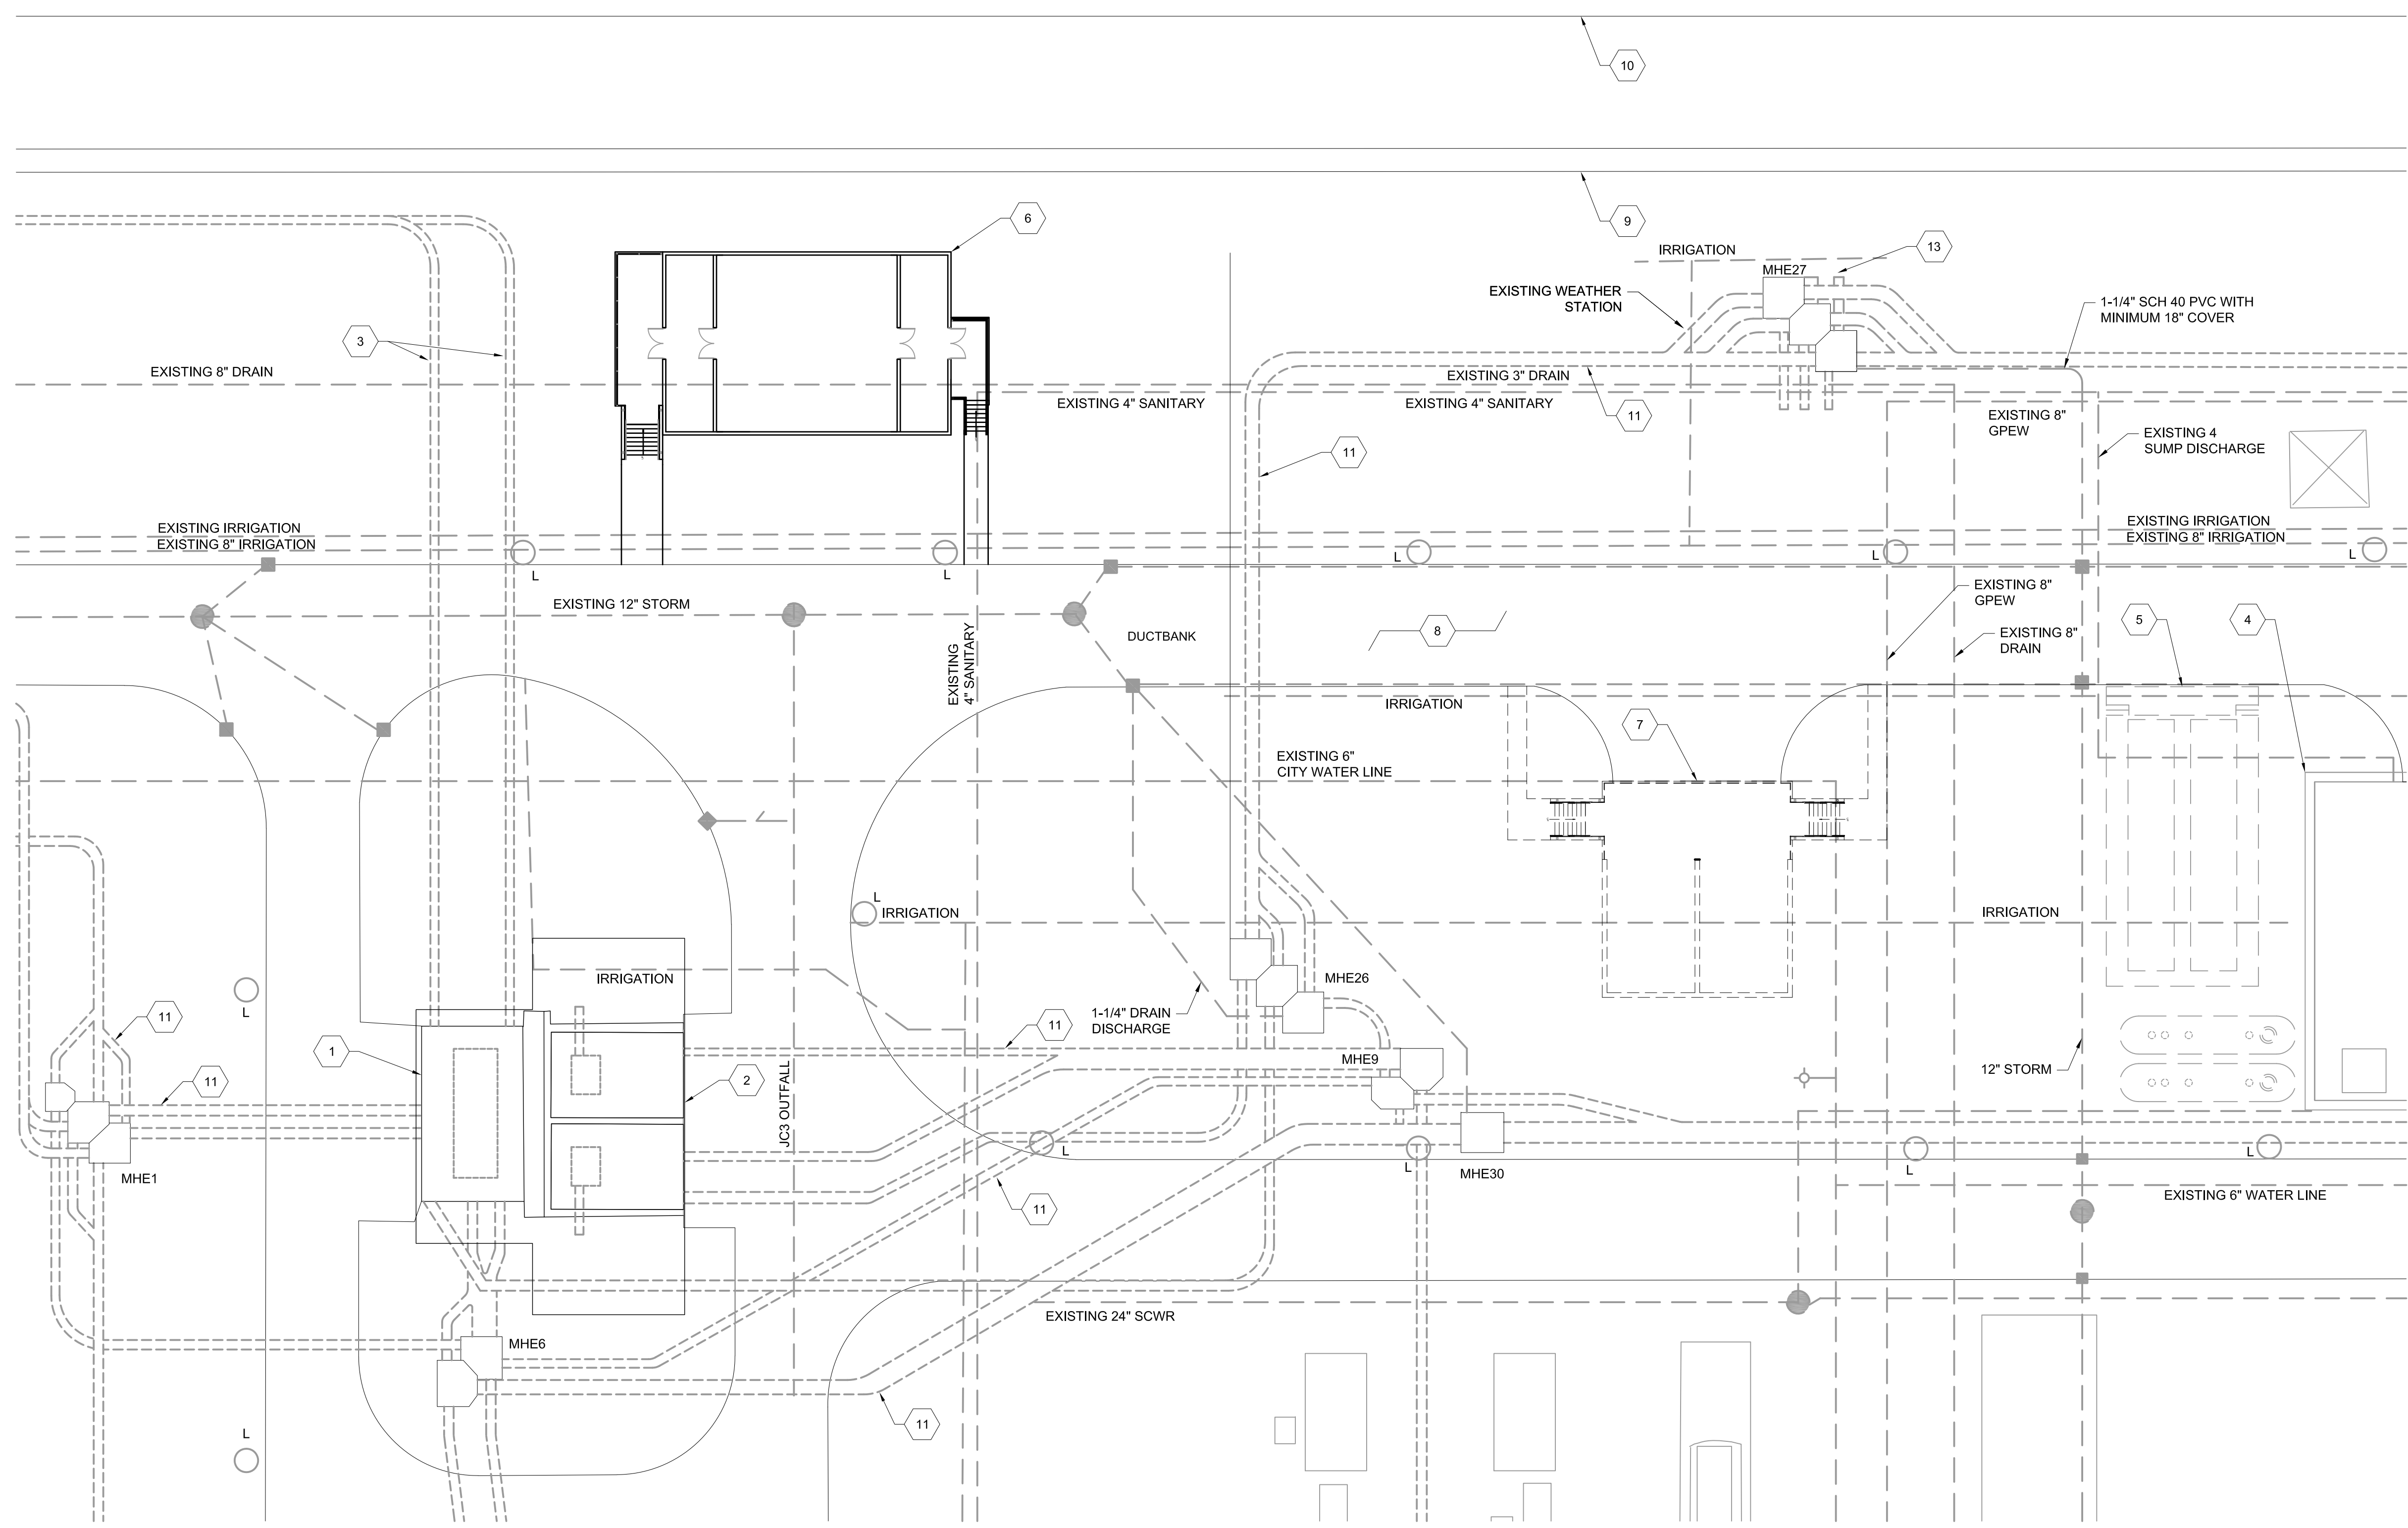 10
6
9
13
IRRIGATION
MHE27
EXISTING WEATHER
STATION
1-1/4" SCH 40 PVC WITH
MINIMUM 18" COVER
3
EXISTING 8" DRAIN
EXISTING 3" DRAIN
EXISTING 4" SANITARY
EXISTING 4" SANITARY
11
EXISTING 8"
GPEW
EXISTING 4
SUMP DISCHARGE
11
EXISTING IRRIGATION
EXISTING 8" IRRIGATION
EXISTING IRRIGATION
EXISTING 8" IRRIGATION
L
L
L
L
L
EXISTING 12" STORM
EXISTING
4" SANITARY
DUCTBANK
8
EXISTING 8"
GPEW
EXISTING 8"
DRAIN
5
4
IRRIGATION
7
EXISTING 6"
CITY WATER LINE
L
IRRIGATION
IRRIGATION
IRRIGATION
MHE26
L
1-1/4" DRAIN
DISCHARGE
11
11
1
2
11
JC3 OUTFALL
MHE9
12" STORM
L
L
L
L
MHE1
MHE30
11
EXISTING 6" WATER LINE
EXISTING 24" SCWR
MHE6
11
L